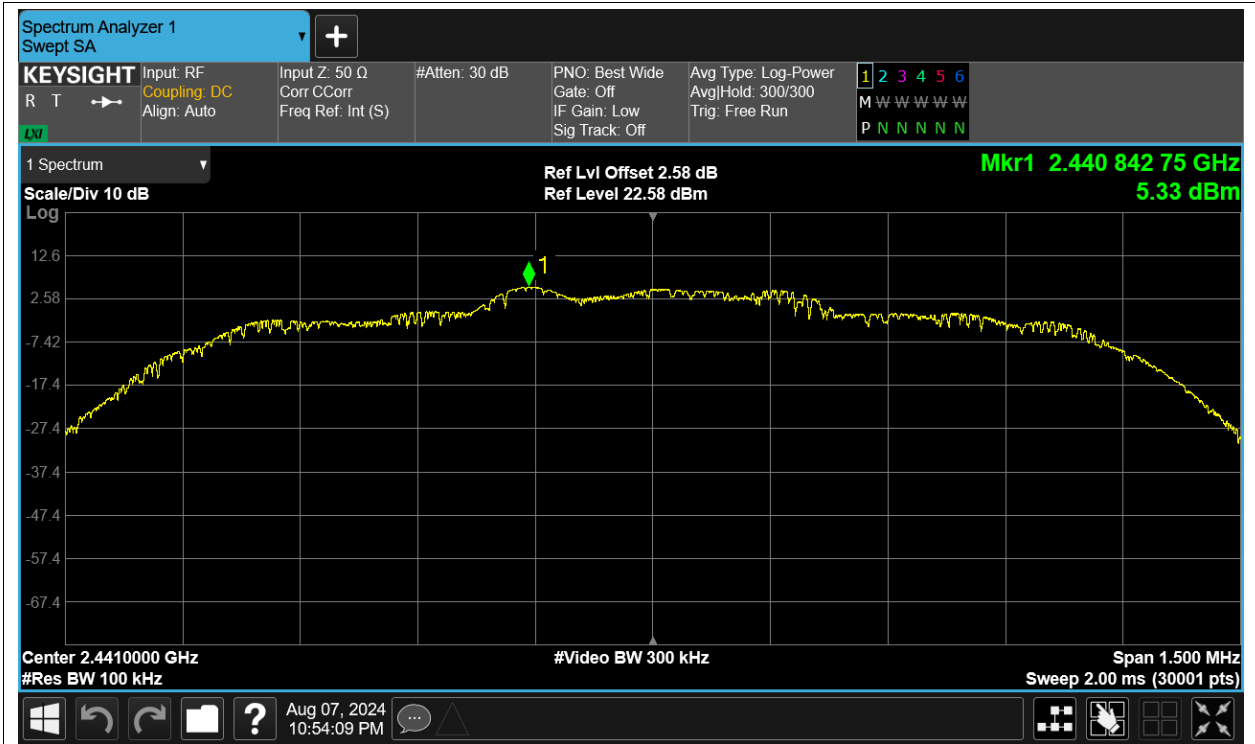 Spectrum Analyzer 1
Swept SA
+
KEYSIGHT
R T
LXI
Input: RF
Coupling: DC
Align: Auto
Input Z: 50 Ω
Corr CCorr
Freq Ref: Int (S)
#Atten: 30 dB
PNO: Best Wide
Gate: Off
IF Gain: Low
Sig Track: Off
Avg Type: Log-Power
Avg|Hold: 300/300
Trig: Free Run
1 2 3 4 5 6
M W W W W W
P N N N N N
1 Spectrum
Scale/Div 10 dB
Log
Ref Lvl Offset 2.58 dB
Ref Level 22.58 dBm
Mkr1 2.440 842 75 GHz
5.33 dBm
12.6
1
2.58
-7.42
-17.4
-27.4
-37.4
-47.4
-57.4
-67.4
Center 2.4410000 GHz
#Video BW 300 kHz
Span 1.500 MHz
#Res BW 100 kHz
Sweep 2.00 ms (30001 pts)
?
Aug 07, 2024
10:54:09 PM